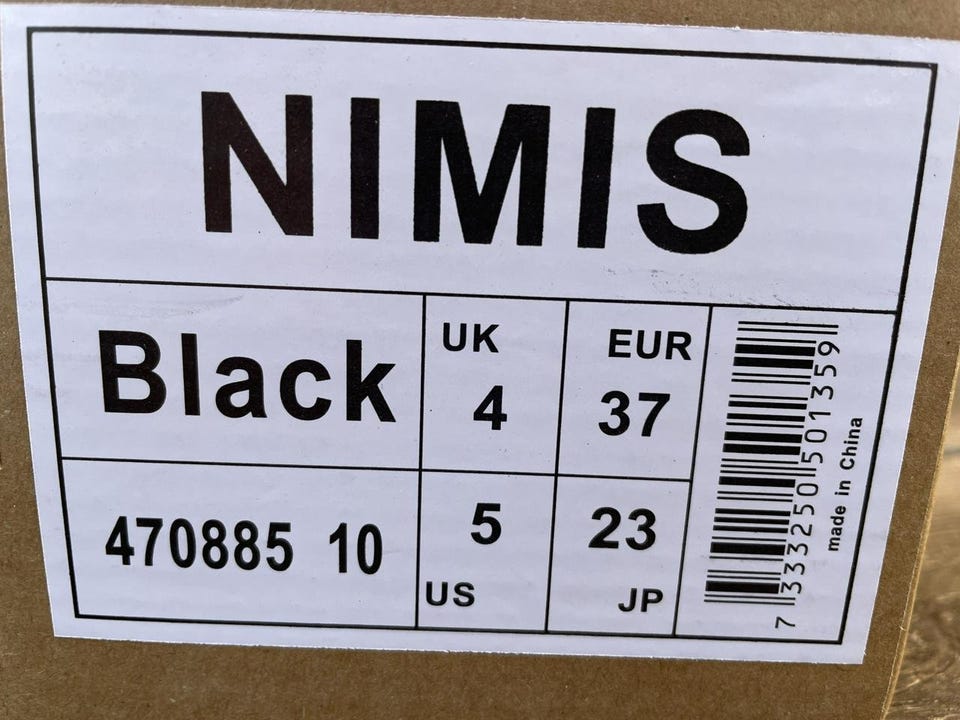 NIMIS
Black
UK
4
EUR
37
470885 10
5
US
23
JP
7 333250 501359
made in China